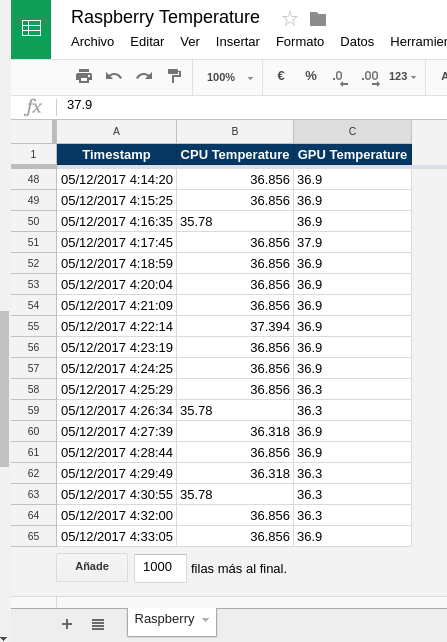 Raspberry Temperature
Archivo Editar Ver Insertar Formato Datos Herramien
100% € % .0 .00 123 A
fx 37.9
A B C
1 Timestamp CPU Temperature GPU Temperature
48 05/12/2017 4:14:20 36.856 36.9
49 05/12/2017 4:15:25 36.856 36.9
50 05/12/2017 4:16:35 35.78 36.9
51 05/12/2017 4:17:45 36.856 37.9
52 05/12/2017 4:18:59 36.856 36.9
53 05/12/2017 4:20:04 36.856 36.9
54 05/12/2017 4:21:09 36.856 36.9
55 05/12/2017 4:22:14 37.394 36.9
56 05/12/2017 4:23:19 36.856 36.9
57 05/12/2017 4:24:25 36.856 36.9
58 05/12/2017 4:25:29 36.856 36.3
59 05/12/2017 4:26:34 35.78 36.3
60 05/12/2017 4:27:39 36.318 36.9
61 05/12/2017 4:28:44 36.856 36.9
62 05/12/2017 4:29:49 36.318 36.3
63 05/12/2017 4:30:55 35.78 36.3
64 05/12/2017 4:32:00 36.856 36.3
65 05/12/2017 4:33:05 36.856 36.9
Añade 1000 filas más al final.
Raspberry